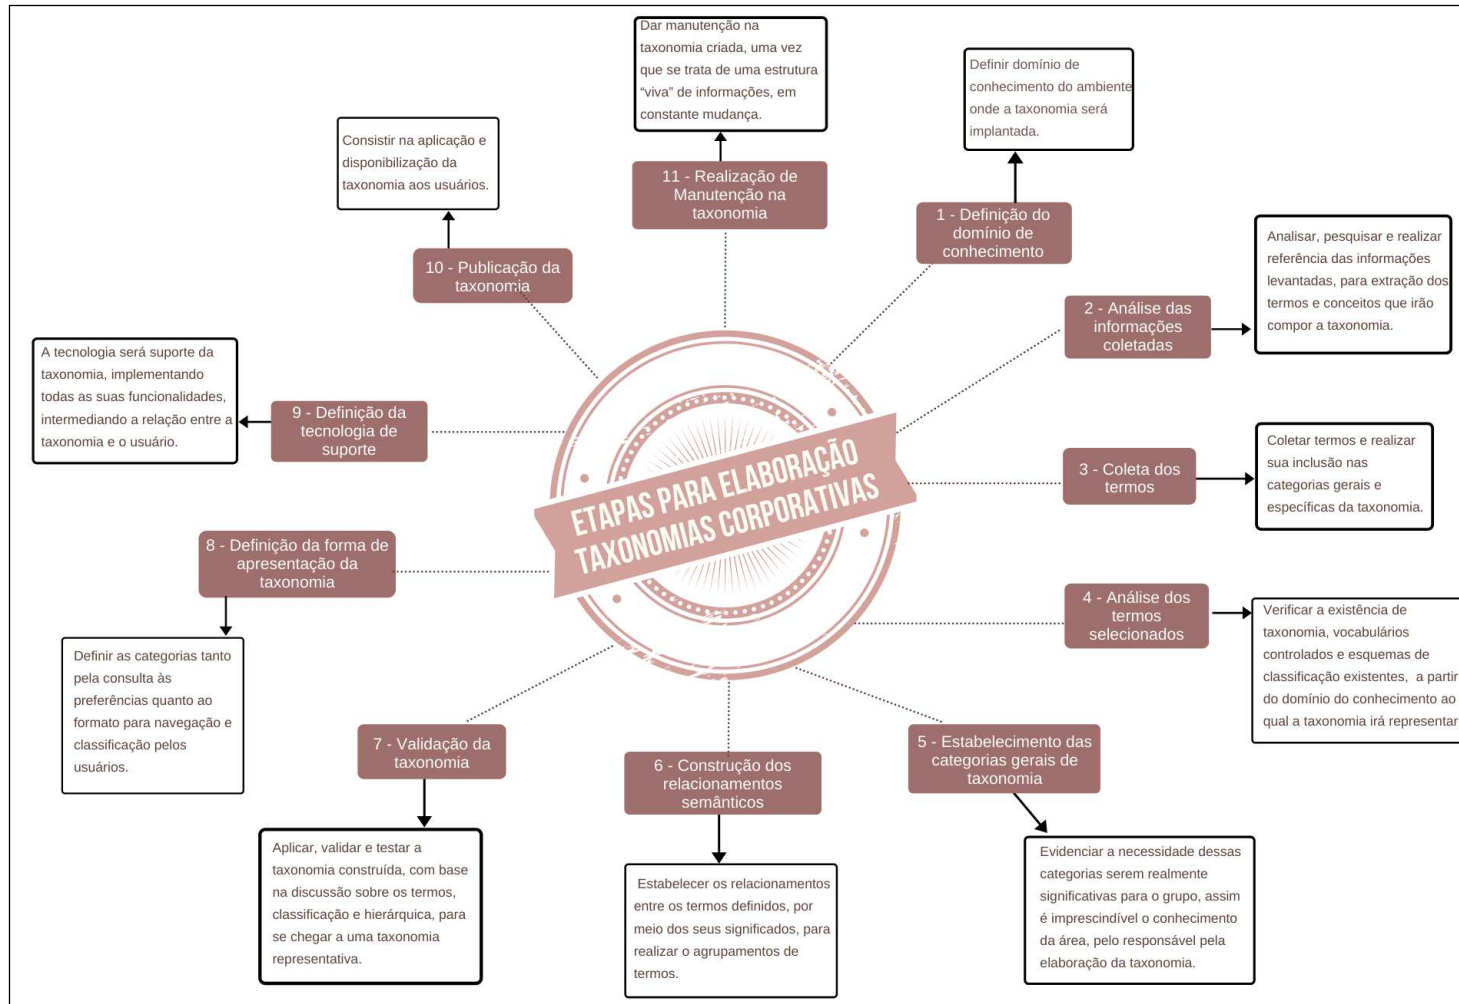 ETAPAS PARA ELABORAÇÃO
TAXONOMIAS CORPORATIVAS
1 - Definição do
domínio de
conhecimento
Definir domínio de
conhecimento do ambiente
onde a taxonomia será
implantada.
2 - Análise das
informações
coletadas
Analisar, pesquisar e realizar
referência das informações
levantadas, para extração dos
termos e conceitos que irão
compor a taxonomia.
3 - Coleta dos
termos
Coletar termos e realizar
sua inclusão nas
categorias gerais e
específicas da taxonomia.
4 - Análise dos
termos
selecionados
Verificar a existência de
taxonomia, vocabulários
controlados e esquemas de
classificação existentes, a partir
do domínio do conhecimento ao
qual a taxonomia irá representar
5 - Estabelecimento das
categorias gerais de
taxonomia
Evidenciar a necessidade dessas
categorias serem realmente
significativas para o grupo, assim
é imprescindível o conhecimento
da área, pelo responsável pela
elaboração da taxonomia.
6 - Construção dos
relacionamentos
semânticos
Estabelecer os relacionamentos
entre os termos definidos, por
meio dos seus significados, para
realizar o agrupamentos de
termos.
7 - Validação da
taxonomia
Aplicar, validar e testar a
taxonomia construída, com base
na discussão sobre os termos,
classificação e hierárquica, para
se chegar a uma taxonomia
representativa.
8 - Definição da forma de
apresentação da
taxonomia
Definir as categorias tanto
pela consulta às
preferências quanto ao
formato para navegação e
classificação pelos
usuários.
9 - Definição da
tecnologia de
suporte
A tecnologia será suporte da
taxonomia, implementando
todas as suas funcionalidades,
intermediando a relação entre a
taxonomia e o usuário.
10 - Publicação da
taxonomia
Consistir na aplicação e
disponibilização da
taxonomia aos usuários.
11 - Realização de
Manutenção na
taxonomia
Dar manutenção na
taxonomia criada, uma vez
que se trata de uma estrutura
“viva” de informações, em
constante mudança.